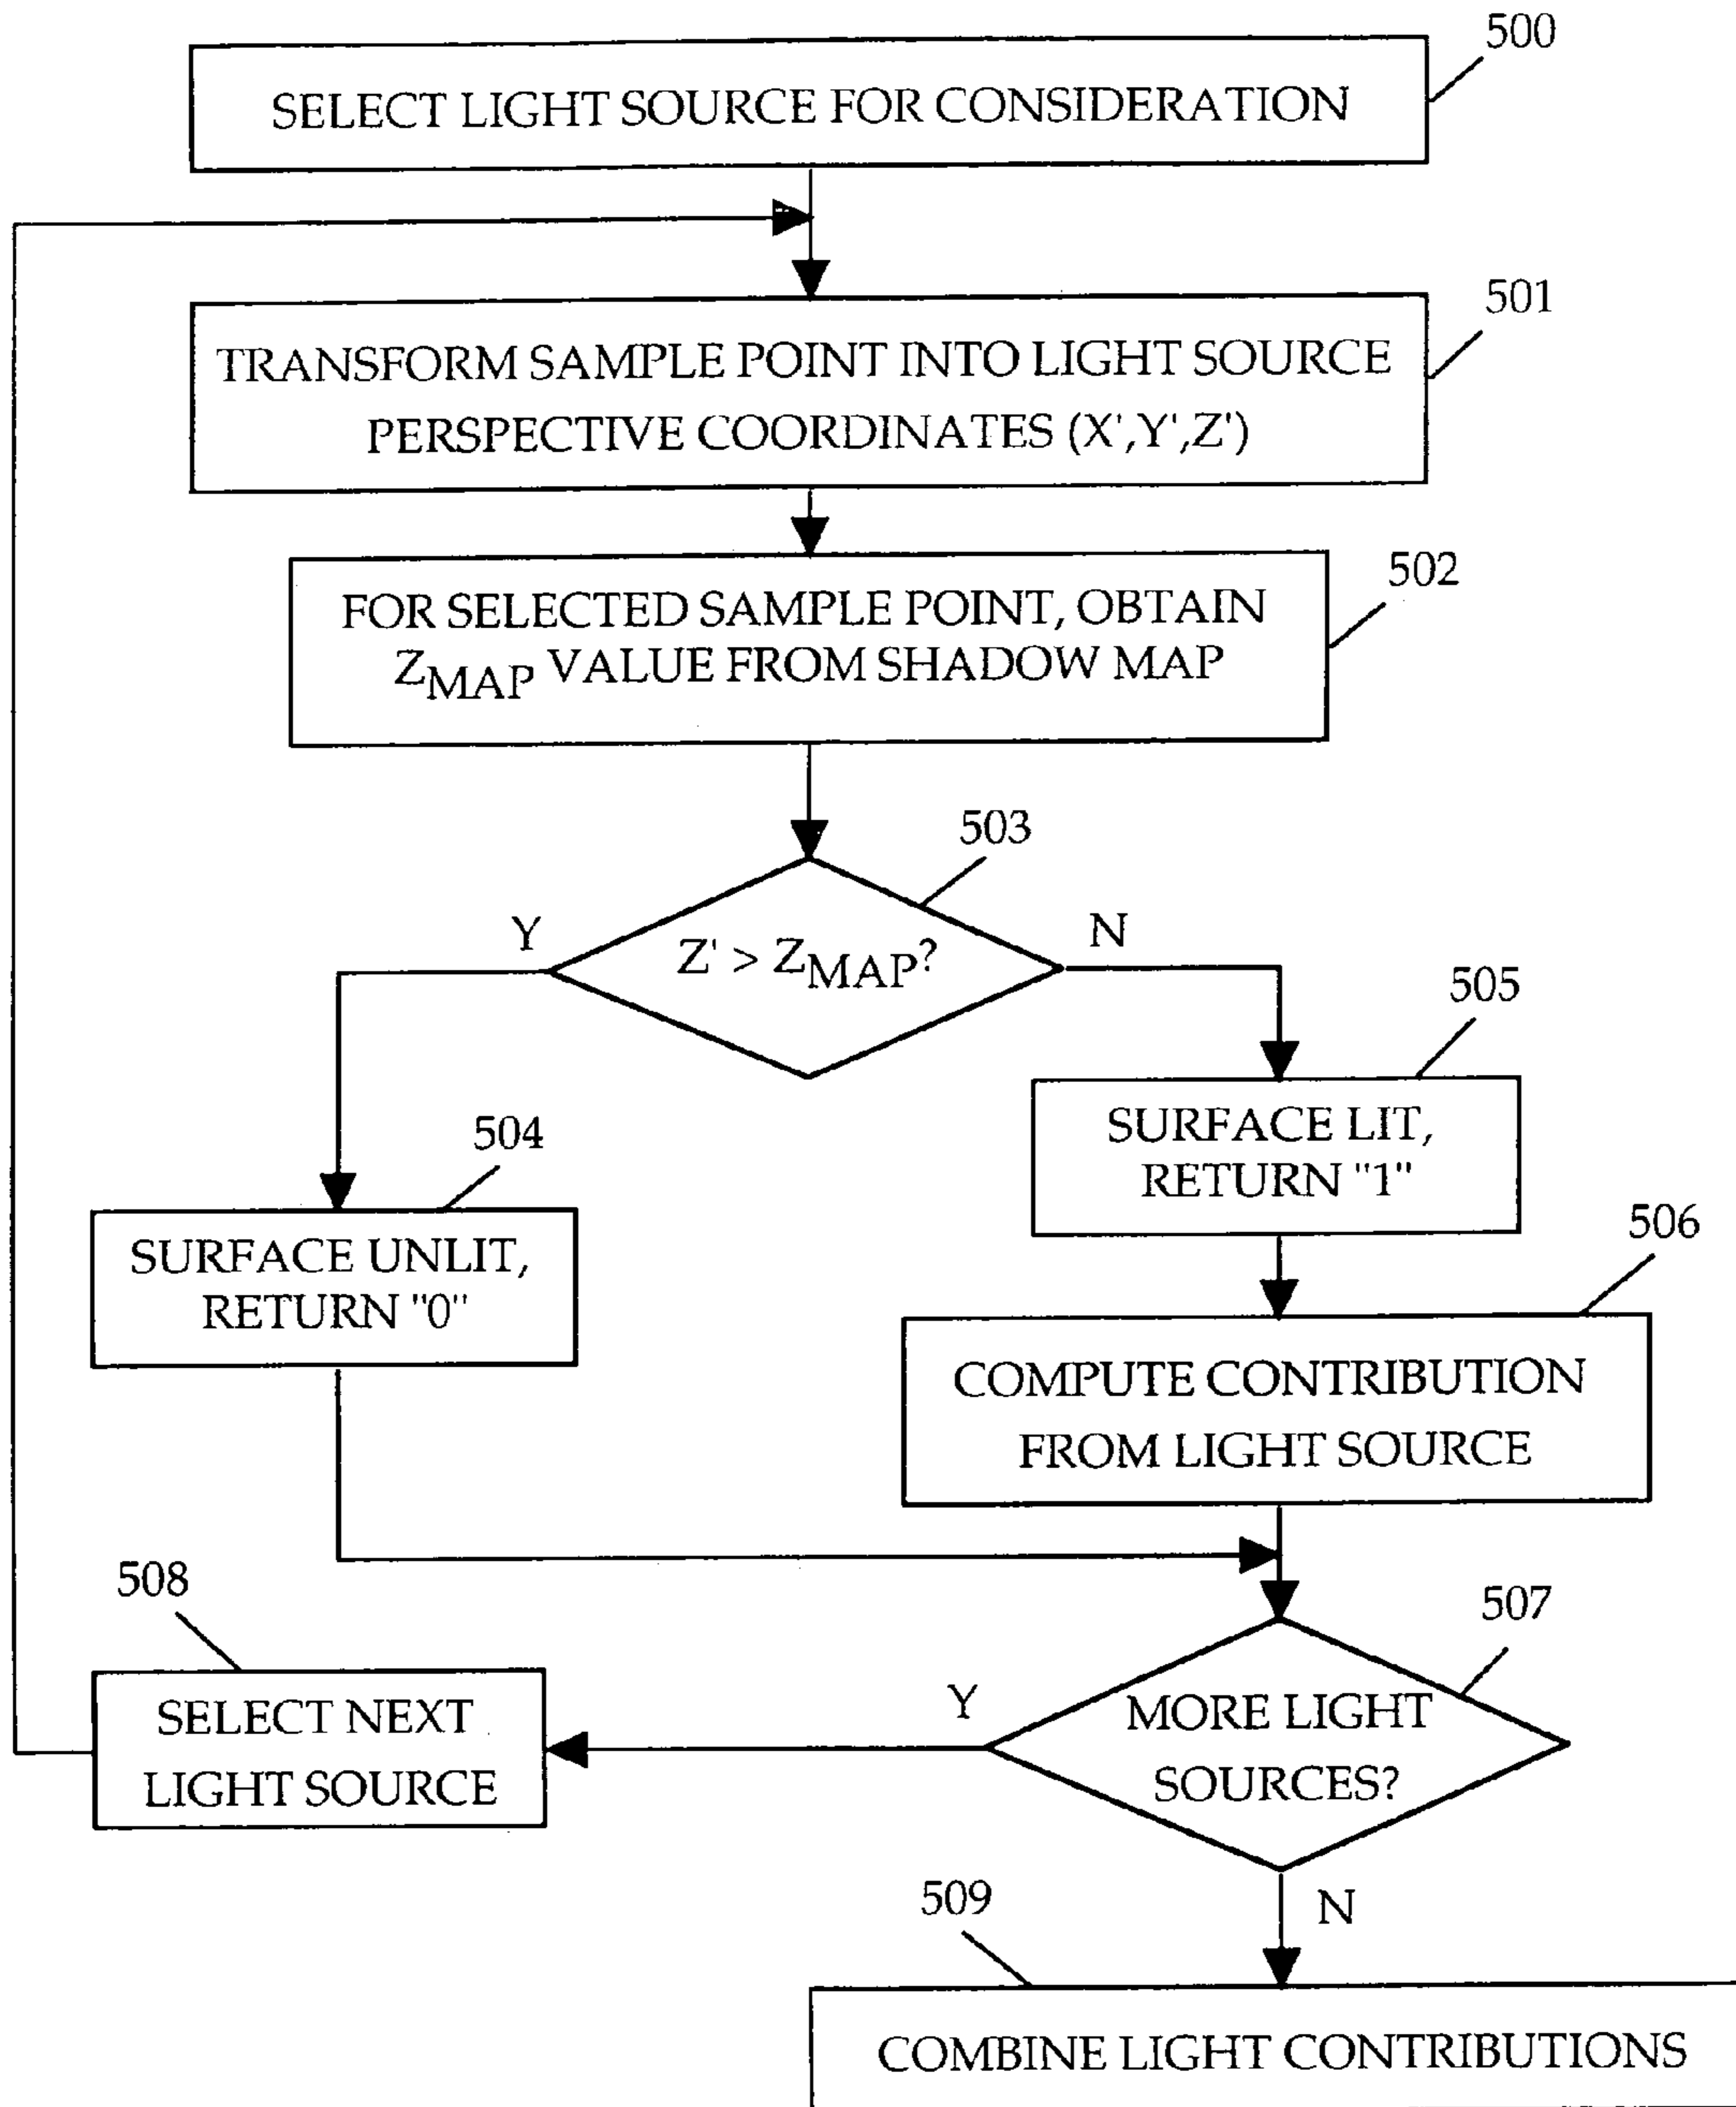 500
SELECT LIGHT SOURCE FOR CONSIDERATION
501
TRANSFORM SAMPLE POINT INTO LIGHT SOURCE
PERSPECTIVE COORDINATES (X',Y',Z')
502
FOR SELECTED SAMPLE POINT, OBTAIN
ZMAP VALUE FROM SHADOW MAP
503
Y
Z' > ZMAP?
N
505
SURFACE LIT,
RETURN "1"
504
SURFACE UNLIT,
RETURN "0"
506
COMPUTE CONTRIBUTION
FROM LIGHT SOURCE
507
MORE LIGHT
SOURCES?
Y
508
SELECT NEXT
LIGHT SOURCE
N
509
COMBINE LIGHT CONTRIBUTIONS